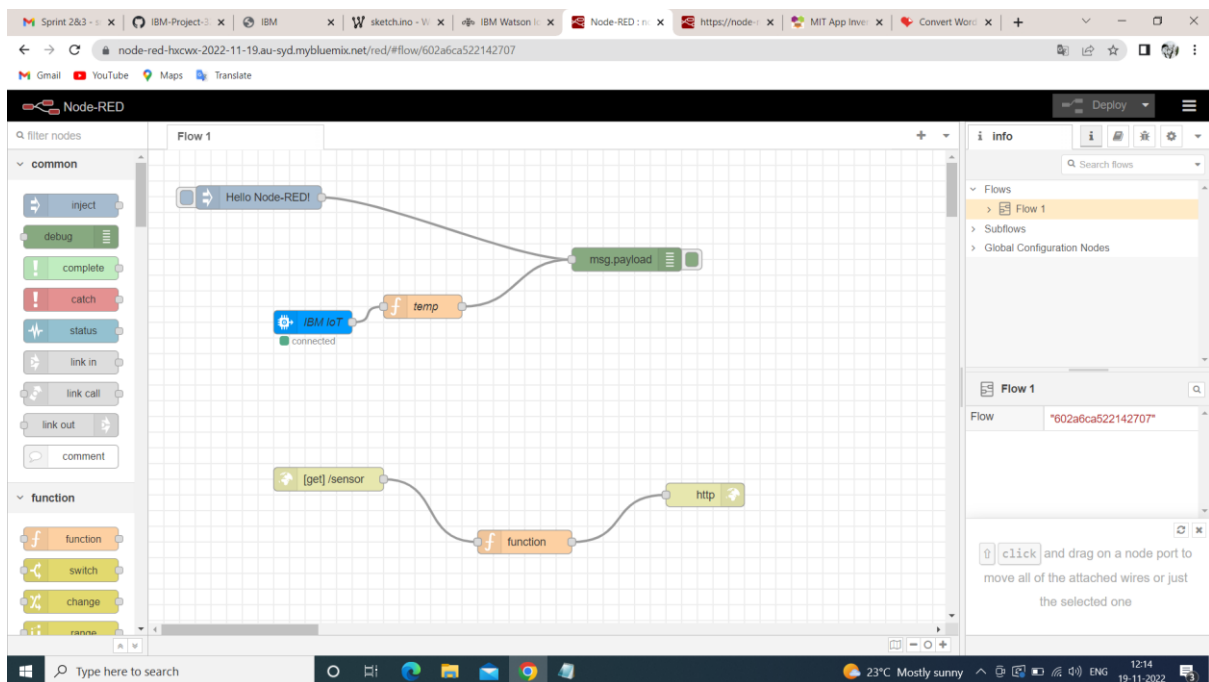 Sprint 2&3 - s
IBM-Project-3
IBM
sketch.ino - W
IBM Watson Io
Node-RED : n
https://node-r
MIT App Inver
Convert Word
node-red-hxcwx-2022-11-19.au-syd.mybluemix.net/red/#flow/602a6ca522142707
Gmail YouTube Maps Translate
Node-RED
Deploy
filter nodes
Flow 1
i info
common
Search flows
inject
Hello Node-RED!
Flows
Flow 1
debug
Subflows
Global Configuration Nodes
msg.payload
complete
catch
temp
status
IBM IoT
connected
link in
link call
Flow 1
link out
Flow "602a6ca522142707"
comment
[get] /sensor
http
function
function
function
click and drag on a node port to
move all of the attached wires or just
the selected one
switch
change
range
Type here to search
23°C Mostly sunny
ENG
12:14
19-11-2022
3